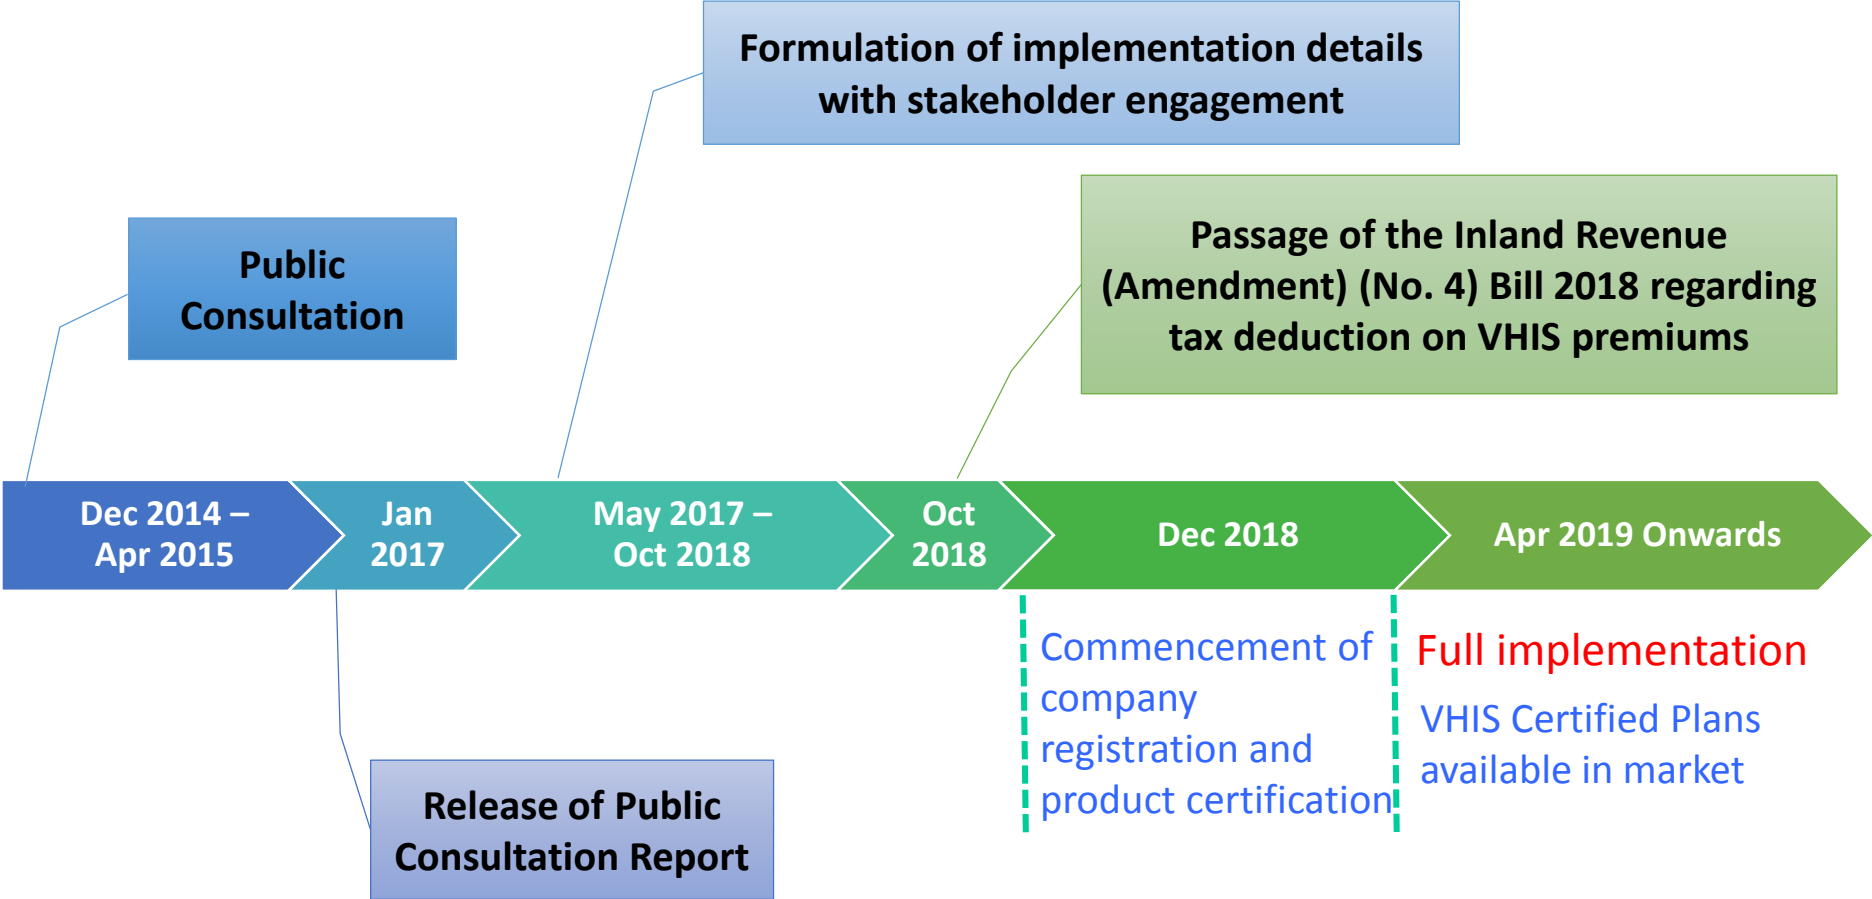 Formulation of implementation details
with stakeholder engagement
Public
Consultation
Passage of the Inland Revenue
(Amendment) (No. 4) Bill 2018 regarding
tax deduction on VHIS premiums
Dec 2014 –
Apr 2015
Jan
2017
May 2017 –
Oct 2018
Oct
2018
Dec 2018
Apr 2019 Onwards
Commencement of
company
registration and
product certification
Full implementation
VHIS Certified Plans
available in market
Release of Public
Consultation Report